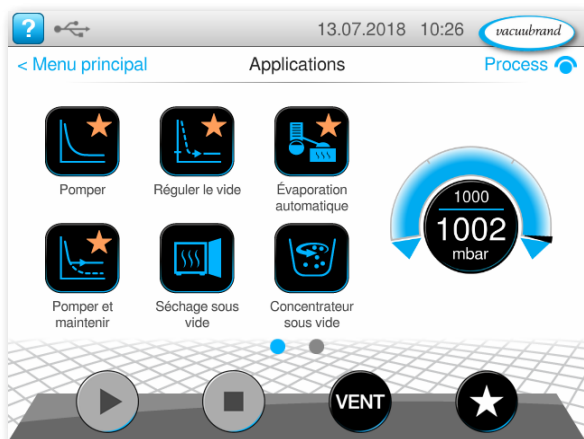 ?
13.07.2018 10:26
vacuubrand
< Menu principal
Applications
Process
Pomper
Réguler le vide
Évaporation
automatique
1000
1002
mbar
Pomper et
maintenir
Séchage sous
vide
Concentrateur
sous vide
VENT